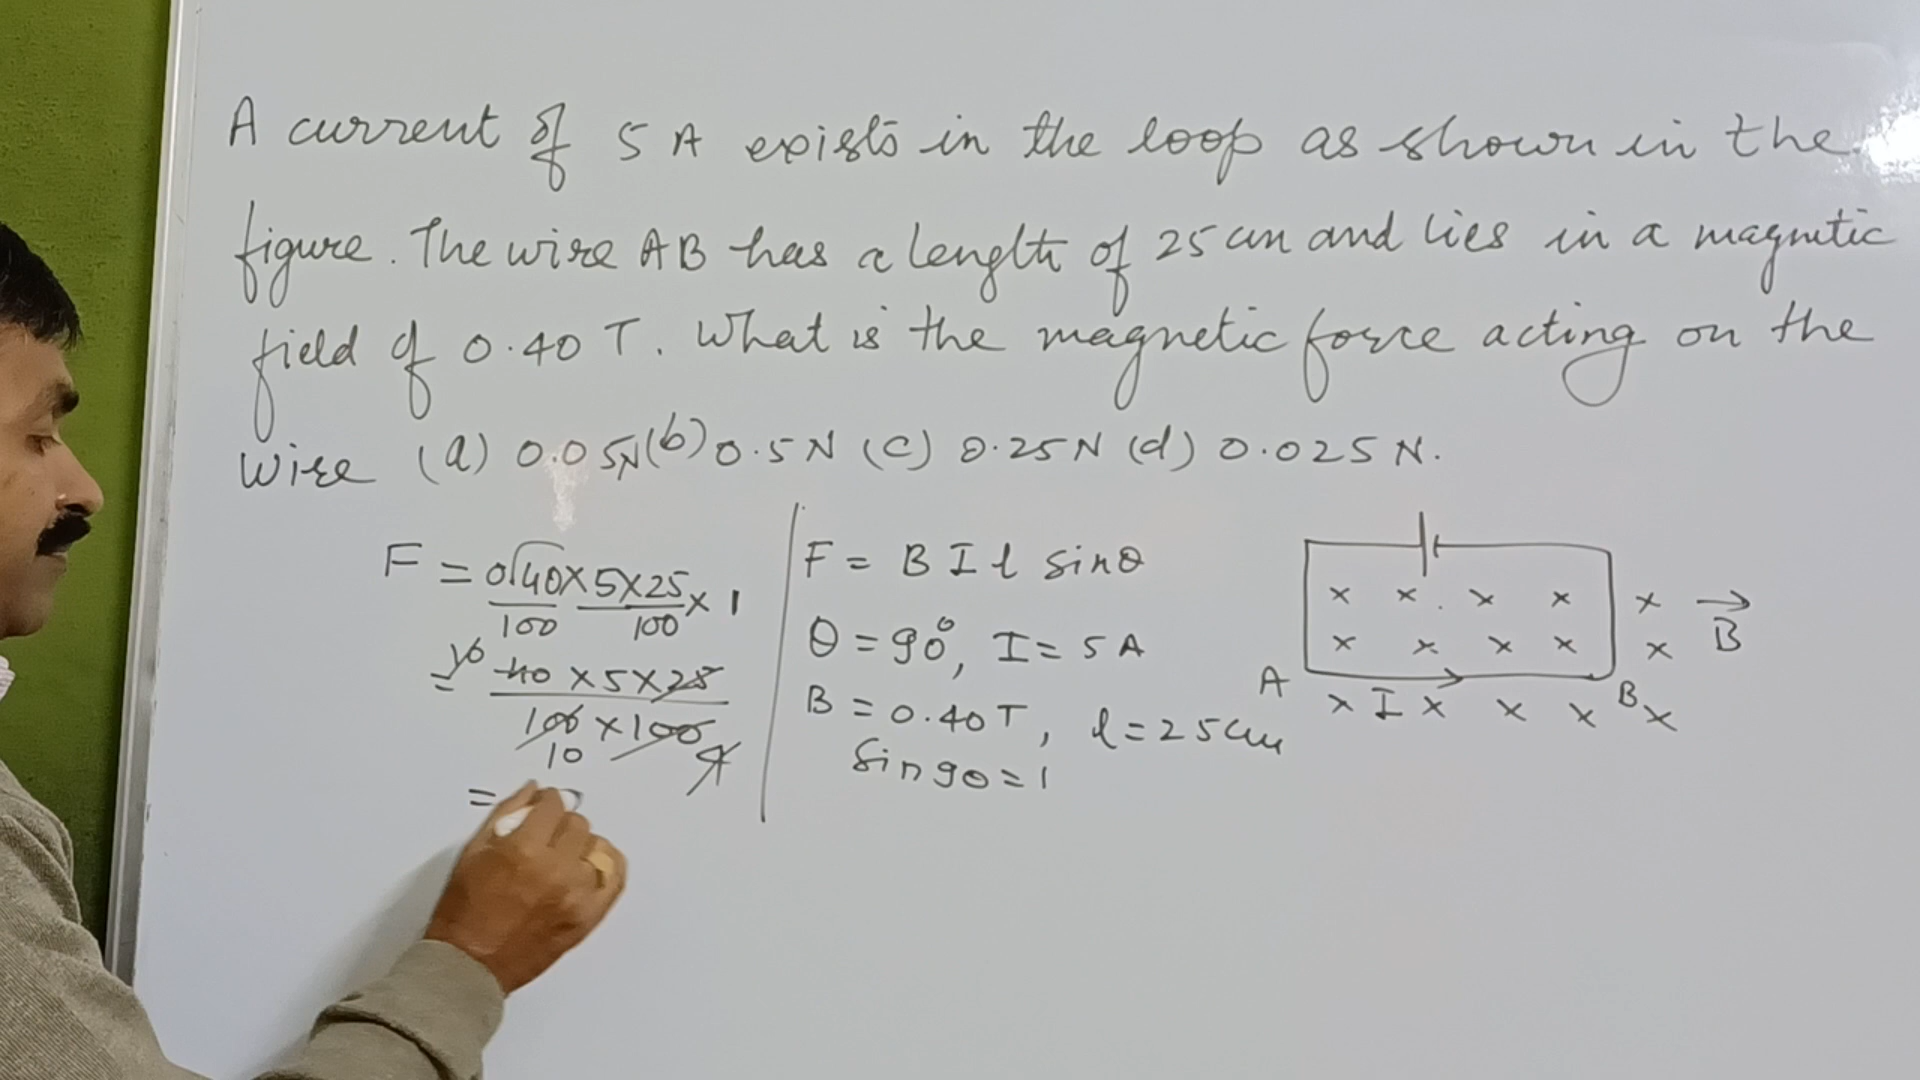 A current of 5 A exists in the loop as shown in the
figure. The wire AB has a length of 25 cm and lies in a magnetic
field of 0.40 T. What is the magnetic force acting on the
wire (a) 0.05N (b) 0.5 N (c) 0.25 N (d) 0.025 N.
F = 0.40 × 5 × 25 × 1
100 100
= 10 40 × 5 × 25
100 × 100
10 4
=
F = B I l sinθ
θ = 90°, I = 5 A
B = 0.40 T, l = 25 cm
Sin 90 = 1
× × × × × → B
× × × × ×
A B
× I × × × ×